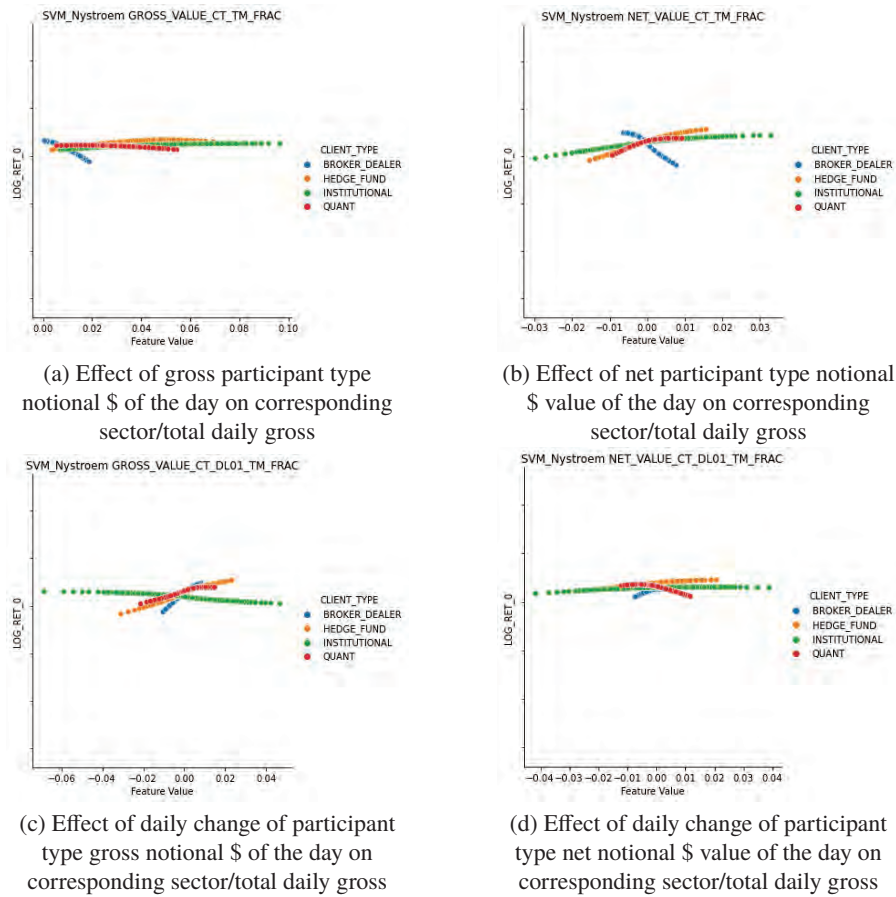 SVM_Nystroem GROSS_VALUE_CT_TM_FRAC
LOG_RET_0
CLIENT_TYPE
BROKER_DEALER
HEDGE_FUND
INSTITUTIONAL
QUANT
0.00 0.02 0.04 0.06 0.08 0.10
Feature Value
(a) Effect of gross participant type
notional $ of the day on corresponding
sector/total daily gross
SVM_Nystroem NET_VALUE_CT_TM_FRAC
LOG_RET_0
CLIENT_TYPE
BROKER_DEALER
HEDGE_FUND
INSTITUTIONAL
QUANT
−0.03 −0.02 −0.01 0.00 0.01 0.02 0.03
Feature Value
(b) Effect of net participant type notional
$ value of the day on corresponding
sector/total daily gross
SVM_Nystroem GROSS_VALUE_CT_DL01_TM_FRAC
LOG_RET_0
CLIENT_TYPE
BROKER_DEALER
HEDGE_FUND
INSTITUTIONAL
QUANT
−0.06 −0.04 −0.02 0.00 0.02 0.04
Feature Value
(c) Effect of daily change of participant
type gross notional $ of the day on
corresponding sector/total daily gross
SVM_Nystroem NET_VALUE_CT_DL01_TM_FRAC
LOG_RET_0
CLIENT_TYPE
BROKER_DEALER
HEDGE_FUND
INSTITUTIONAL
QUANT
−0.04 −0.03 −0.02 −0.01 0.00 0.01 0.02 0.03 0.04
Feature Value
(d) Effect of daily change of participant
type net notional $ value of the day on
corresponding sector/total daily gross